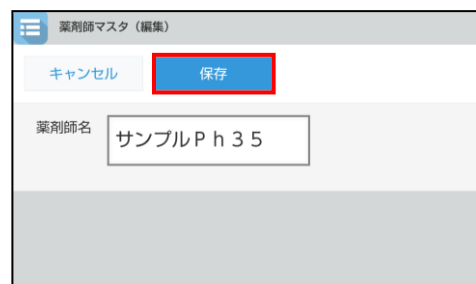 薬剤師マスタ（編集）
キャンセル 保存
薬剤師名 サンプルＰｈ３５